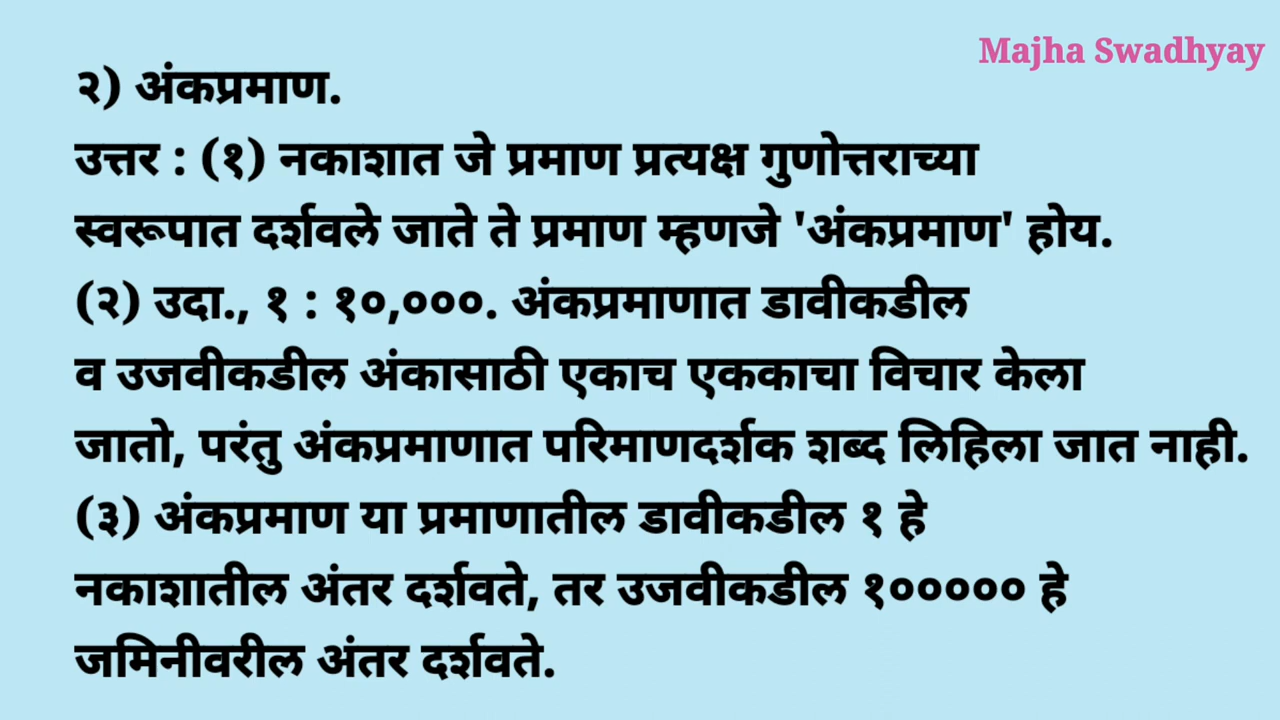 Majha Swadhyay
२) अंकप्रमाण.
उत्तर : (१) नकाशात जे प्रमाण प्रत्यक्ष गुणोत्तराच्या
स्वरूपात दर्शवले जाते ते प्रमाण म्हणजे 'अंकप्रमाण' होय.
(२) उदा., १ : १०,०००. अंकप्रमाणात डावीकडील
व उजवीकडील अंकासाठी एकाच एककाचा विचार केला
जातो, परंतु अंकप्रमाणात परिमाणदर्शक शब्द लिहिला जात नाही.
(३) अंकप्रमाण या प्रमाणातील डावीकडील १ हे
नकाशातील अंतर दर्शवते, तर उजवीकडील १००००० हे
जमिनीवरील अंतर दर्शवते.